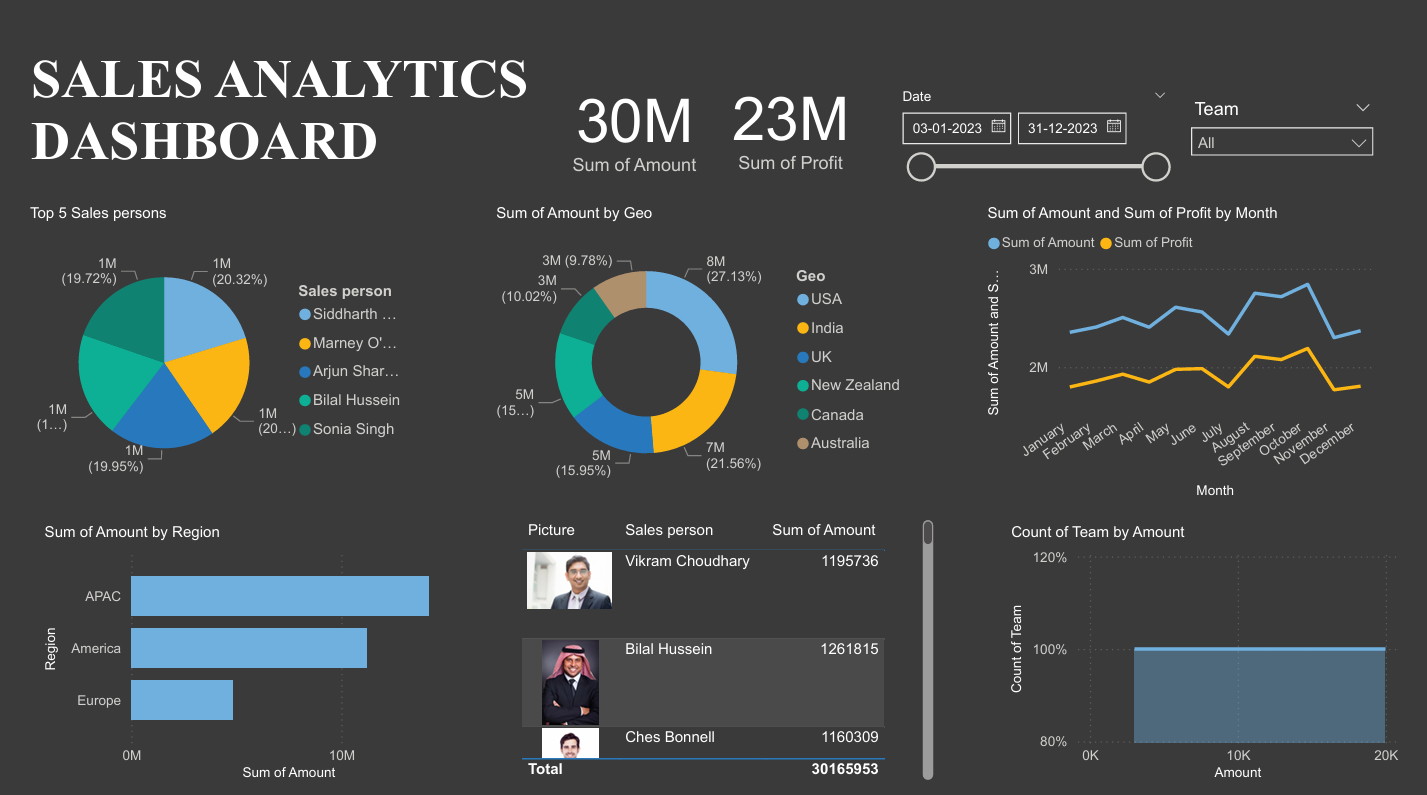 SALES ANALYTICS
DASHBOARD
30M
Sum of Amount
23M
Sum of Profit
Date
03-01-2023
31-12-2023
Team
All
Top 5 Sales persons
1M
(19.72%)
1M
(20.32%)
1M
(1…)
1M
(20…)
1M
(19.95%)
Sales person
Siddharth …
Marney O'…
Arjun Shar…
Bilal Hussein
Sonia Singh
Sum of Amount by Geo
3M (9.78%)
8M
(27.13%)
3M
(10.02%)
5M
(15…)
5M
(15.95%)
7M
(21.56%)
Geo
USA
India
UK
New Zealand
Canada
Australia
Sum of Amount and Sum of Profit by Month
Sum of Amount
Sum of Profit
Sum of Amount and S…
3M
2M
January
February
March
April
May
June
July
August
September
October
November
December
Month
Sum of Amount by Region
Region
APAC
America
Europe
0M
10M
Sum of Amount
Picture Sales person Sum of Amount
Vikram Choudhary 1195736
Bilal Hussein 1261815
Ches Bonnell 1160309
Total 30165953
Count of Team by Amount
Count of Team
120%
100%
80%
0K
10K
20K
Amount